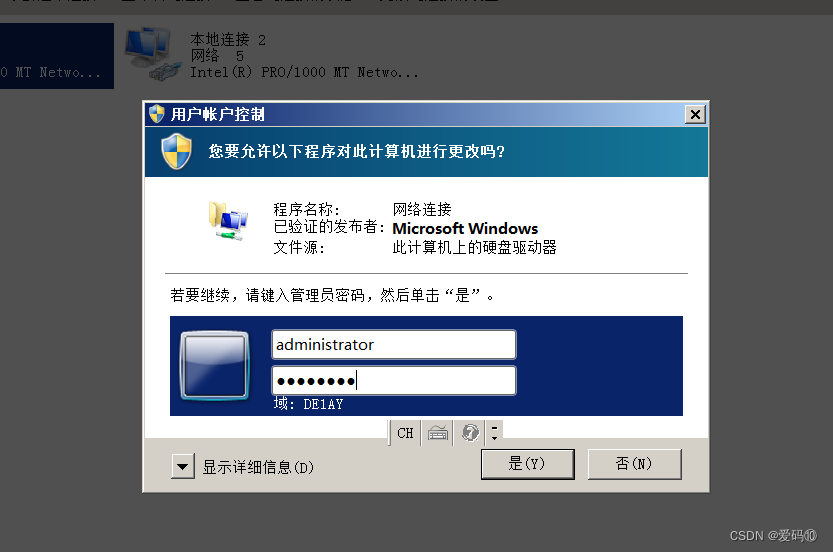 本地连接 2
网络 5
0 MT Netwo...
Intel(R) PRO/1000 MT Netwo...
用户帐户控制
您要允许以下程序对此计算机进行更改吗?
程序名称: 网络连接
已验证的发布者: Microsoft Windows
文件源: 此计算机上的硬盘驱动器
若要继续，请键入管理员密码，然后单击“是”。
administrator
域: DE1AY
CH
显示详细信息(D)
是(Y)
否(N)
CSDN @爱码⑩